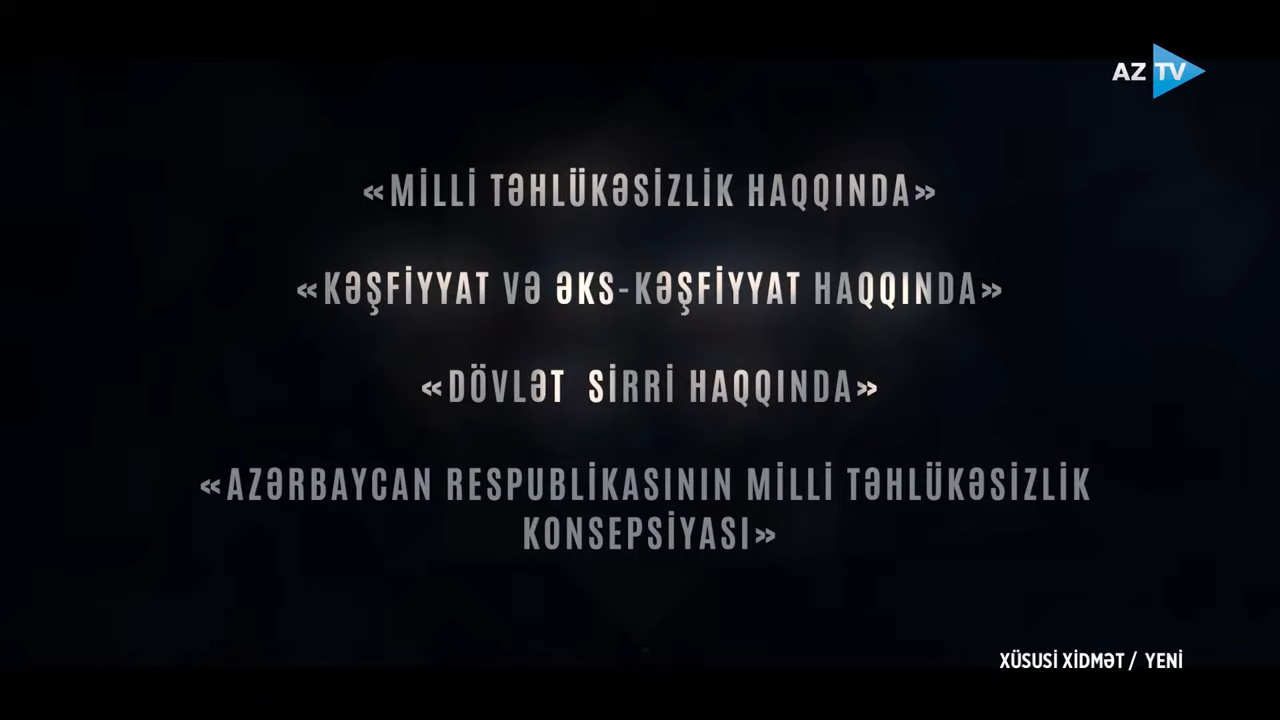 AZ TV
«MİLLİ TƏHLÜKƏSİZLİK HAQQINDA»
«KƏŞFİYYAT VƏ ƏKS-KƏŞFİYYAT HAQQINDA»
«DÖVLƏT SİRRİ HAQQINDA»
«AZƏRBAYCAN RESPUBLİKASININ MİLLİ TƏHLÜKƏSİZLİK
KONSEPSİYASI»
XÜSUSİ XİDMƏT / YENİ